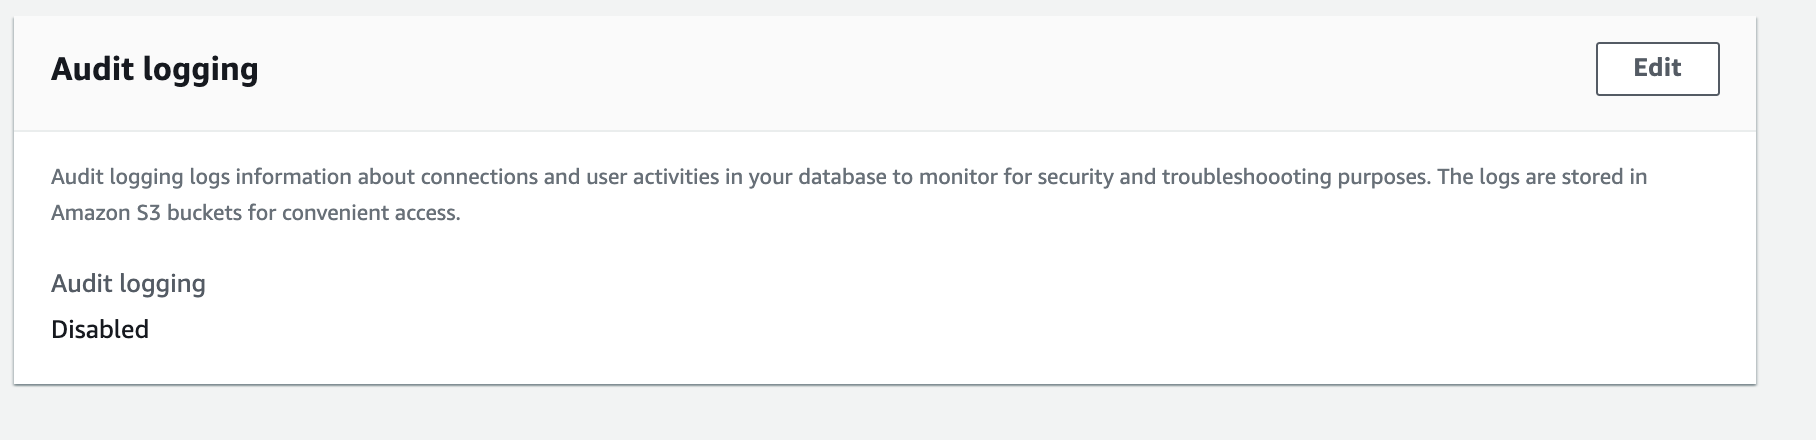 Audit logging
Edit
Audit logging logs information about connections and user activities in your database to monitor for security and troubleshoooting purposes. The logs are stored in
Amazon S3 buckets for convenient access.
Audit logging
Disabled